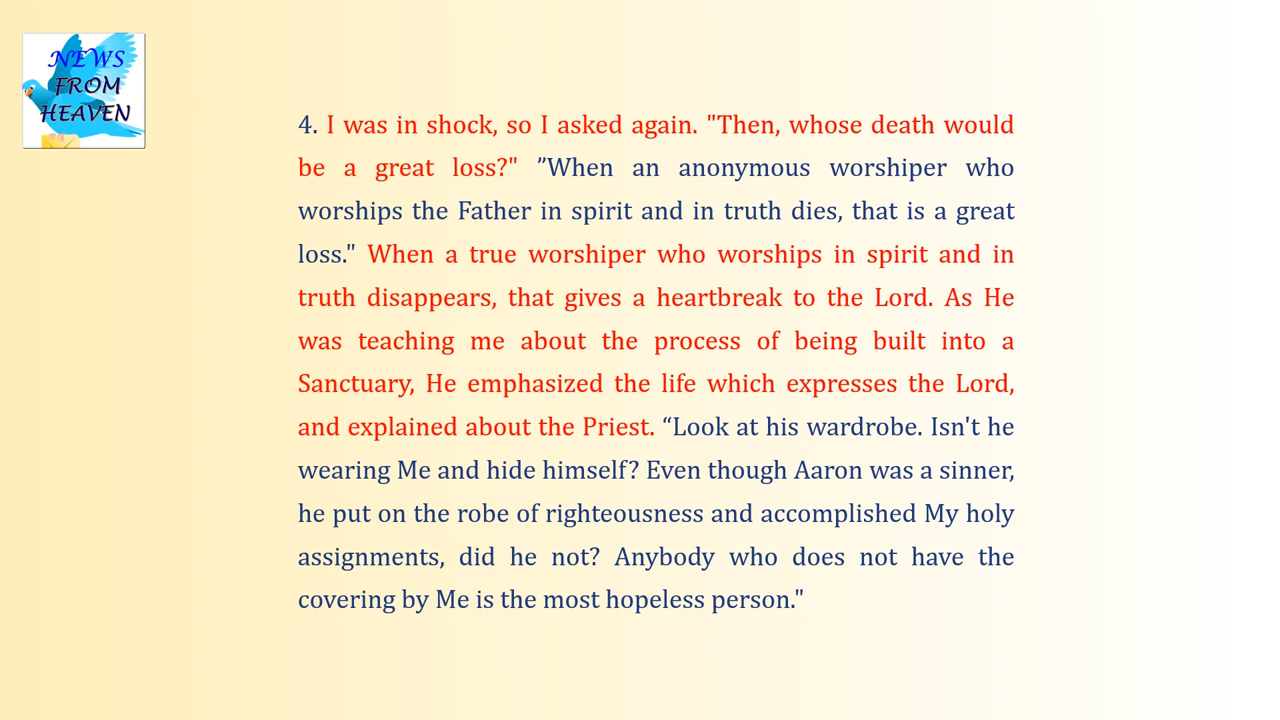 NEWS
FROM
HEAVEN
4. I was in shock, so I asked again. "Then, whose death would
be a great loss?" ”When an anonymous worshiper who
worships the Father in spirit and in truth dies, that is a great
loss." When a true worshiper who worships in spirit and in
truth disappears, that gives a heartbreak to the Lord. As He
was teaching me about the process of being built into a
Sanctuary, He emphasized the life which expresses the Lord,
and explained about the Priest. “Look at his wardrobe. Isn't he
wearing Me and hide himself? Even though Aaron was a sinner,
he put on the robe of righteousness and accomplished My holy
assignments, did he not? Anybody who does not have the
covering by Me is the most hopeless person."